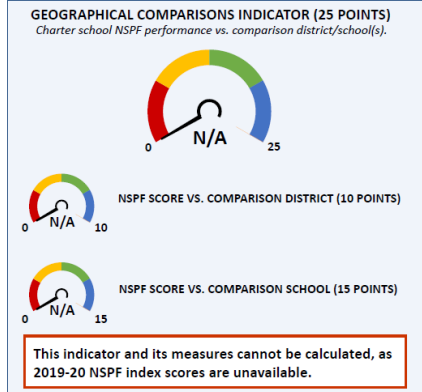 GEOGRAPHICAL COMPARISONS INDICATOR (25 POINTS)
Charter school NSPF performance vs. comparison district/school(s).
N/A
0 25
NSPF SCORE VS. COMPARISON DISTRICT (10 POINTS)
N/A
0 10
NSPF SCORE VS. COMPARISON SCHOOL (15 POINTS)
N/A
0 15
This indicator and its measures cannot be calculated, as
2019-20 NSPF index scores are unavailable.